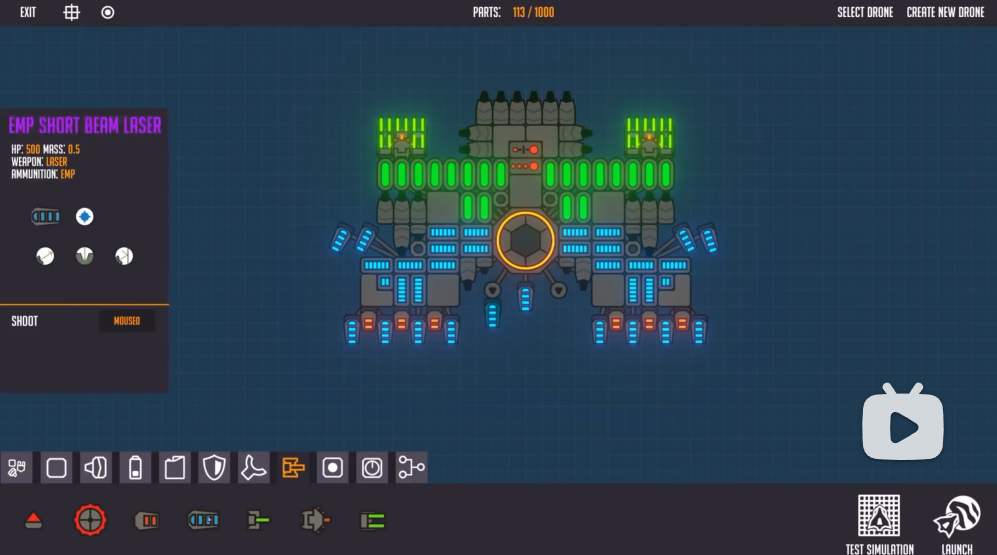 EXIT
PARTS: 113 / 1000
SELECT DRONE
CREATE NEW DRONE
EMP SHORT BEAM LASER
HP: 500 MASS: 0.5
WEAPON: LASER
AMMUNITION: EMP
SHOOT
MOUSE0
TEST SIMULATION
LAUNCH